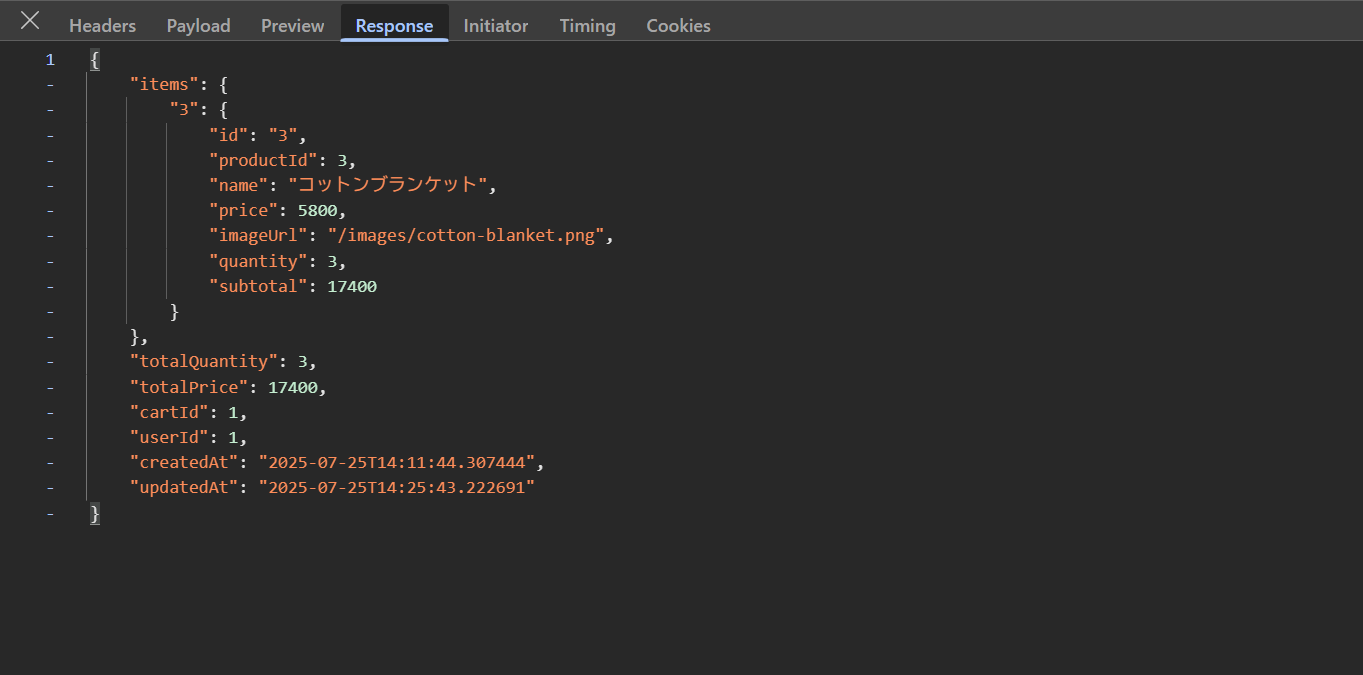 Headers Payload Preview Response Initiator Timing Cookies
1 {
- "items": {
- "3": {
- "id": "3",
- "productId": 3,
- "name": "コットンブランケット",
- "price": 5800,
- "imageUrl": "/images/cotton-blanket.png",
- "quantity": 3,
- "subtotal": 17400
- }
- },
- "totalQuantity": 3,
- "totalPrice": 17400,
- "cartId": 1,
- "userId": 1,
- "createdAt": "2025-07-25T14:11:44.307444",
- "updatedAt": "2025-07-25T14:25:43.222691"
- }